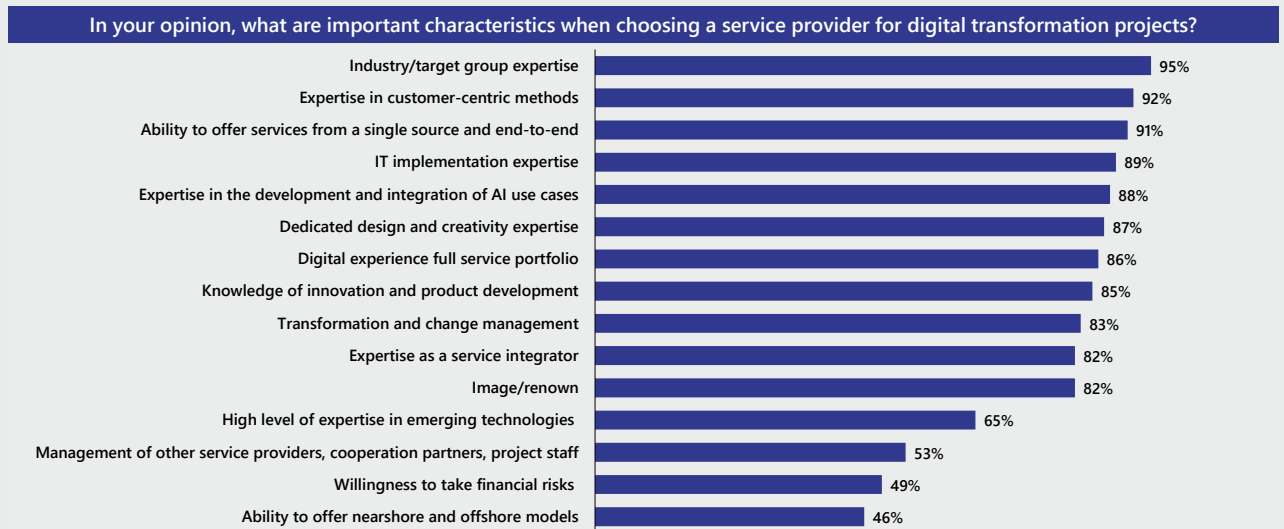 In your opinion, what are important characteristics when choosing a service provider for digital transformation projects?
Industry/target group expertise 95%
Expertise in customer-centric methods 92%
Ability to offer services from a single source and end-to-end 91%
IT implementation expertise 89%
Expertise in the development and integration of AI use cases 88%
Dedicated design and creativity expertise 87%
Digital experience full service portfolio 86%
Knowledge of innovation and product development 85%
Transformation and change management 83%
Expertise as a service integrator 82%
Image/renown 82%
High level of expertise in emerging technologies 65%
Management of other service providers, cooperation partners, project staff 53%
Willingness to take financial risks 49%
Ability to offer nearshore and offshore models 46%